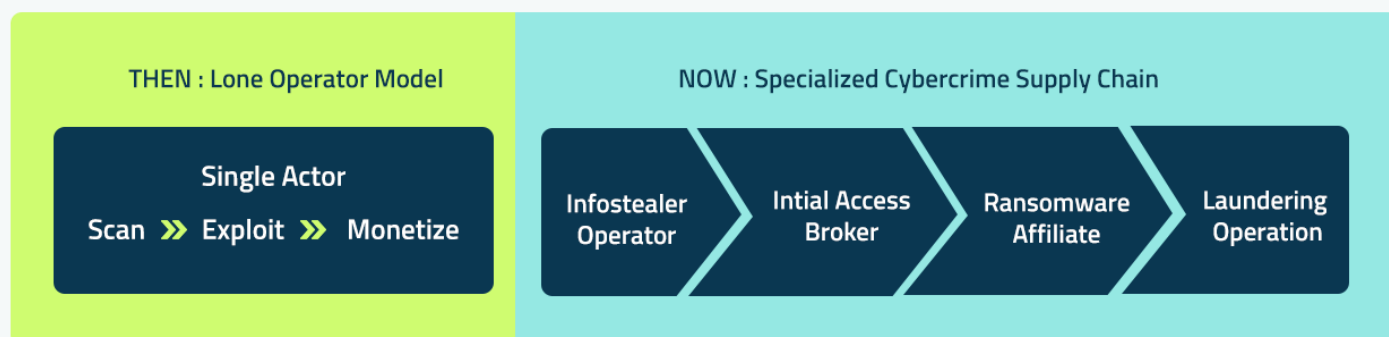 THEN : Lone Operator Model
Single Actor
Scan Exploit Monetize
NOW : Specialized Cybercrime Supply Chain
Infostealer
Operator
Intial Access
Broker
Ransomware
Affiliate
Laundering
Operation